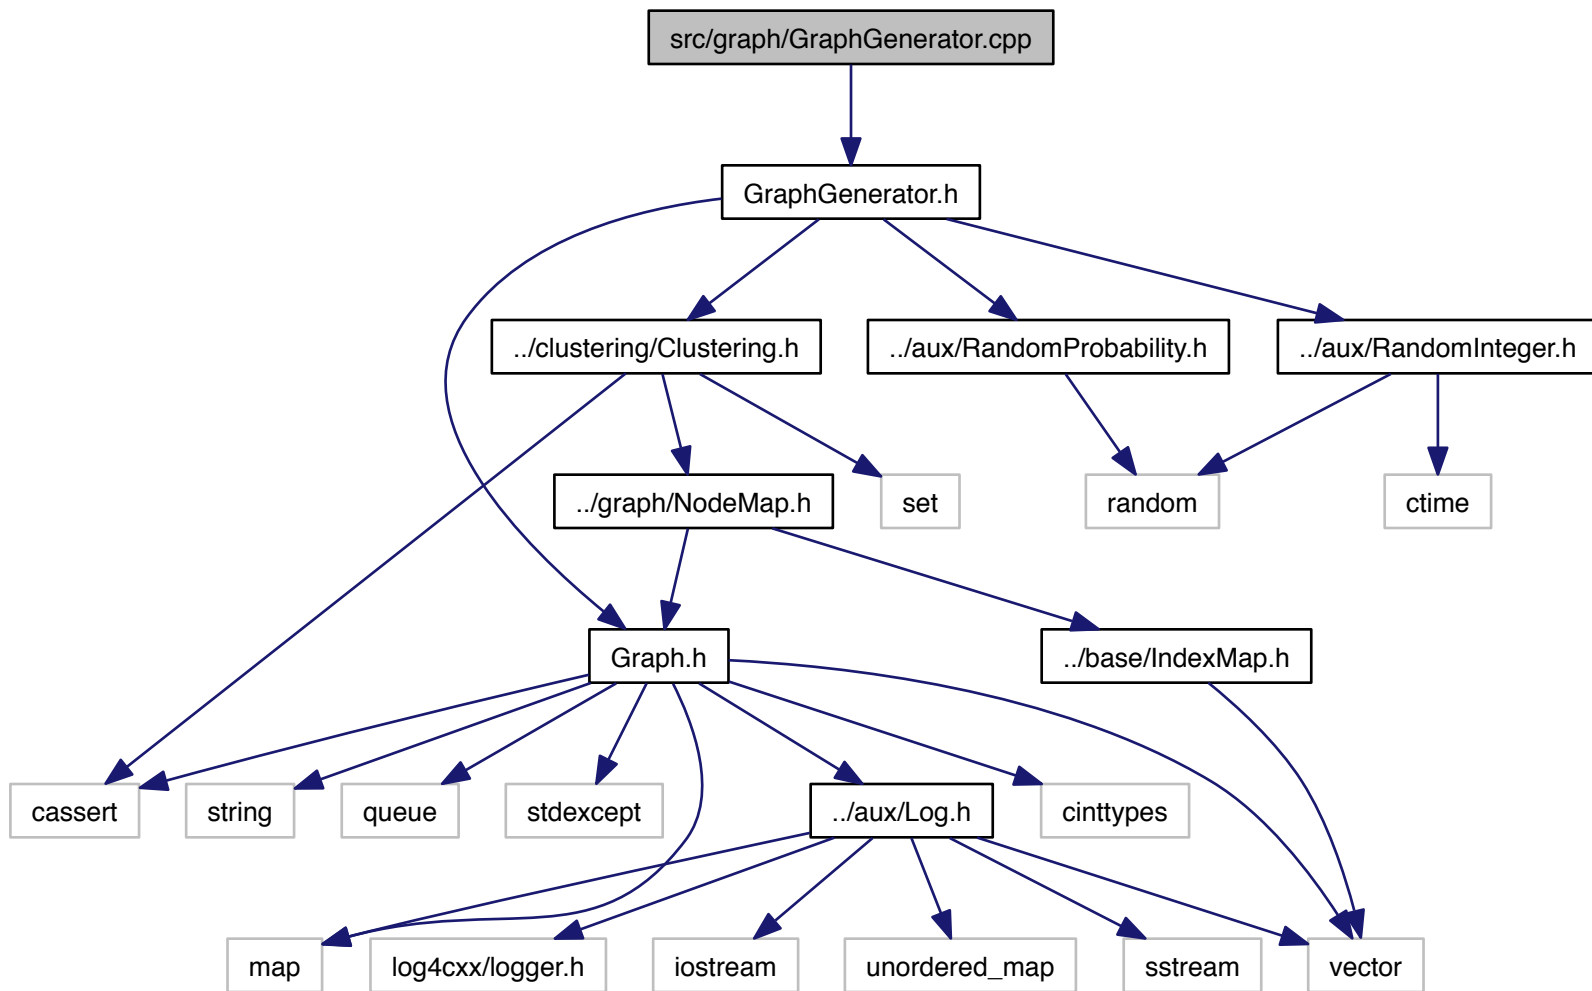 src/graph/GraphGenerator.cpp
GraphGenerator.h
../clustering/Clustering.h
../aux/RandomProbability.h
../aux/RandomInteger.h
../graph/NodeMap.h
set
random
ctime
Graph.h
../base/IndexMap.h
cassert
string
queue
stdexcept
../aux/Log.h
cinttypes
map
log4cxx/logger.h
iostream
unordered_map
sstream
vector